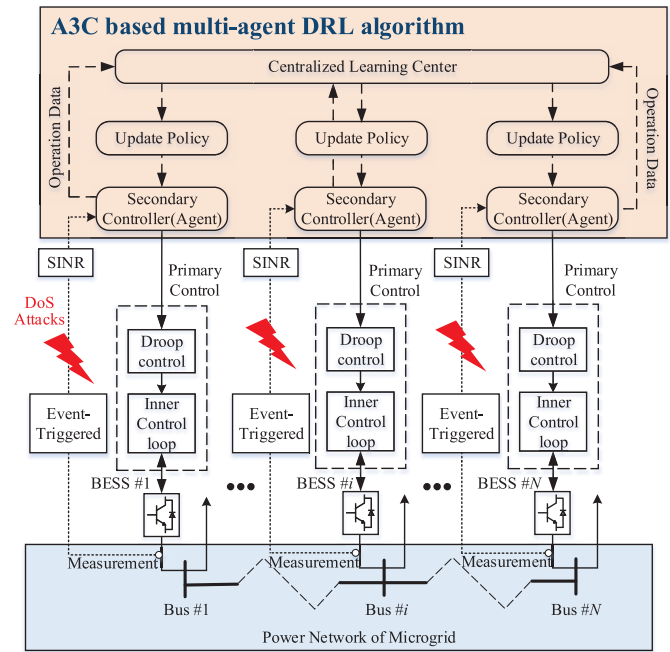 A3C based multi-agent DRL algorithm
Centralized Learning Center
Operation Data
Operation Data
Update Policy
Update Policy
Update Policy
Secondary
Controller(Agent)
Secondary
Controller(Agent)
Secondary
Controller(Agent)
SINR
Primary
Control
SINR
Primary
Control
SINR
Primary
Control
DoS
Attacks
Droop
control
Droop
control
Droop
control
Event-
Triggered
Inner
Control
loop
Event-
Triggered
Inner
Control
loop
Event-
Triggered
Inner
Control
loop
BESS #1
BESS #i
BESS #N
Measurement
Measurement
Measurement
Bus #1
Bus #i
Bus #N
Power Network of Microgrid